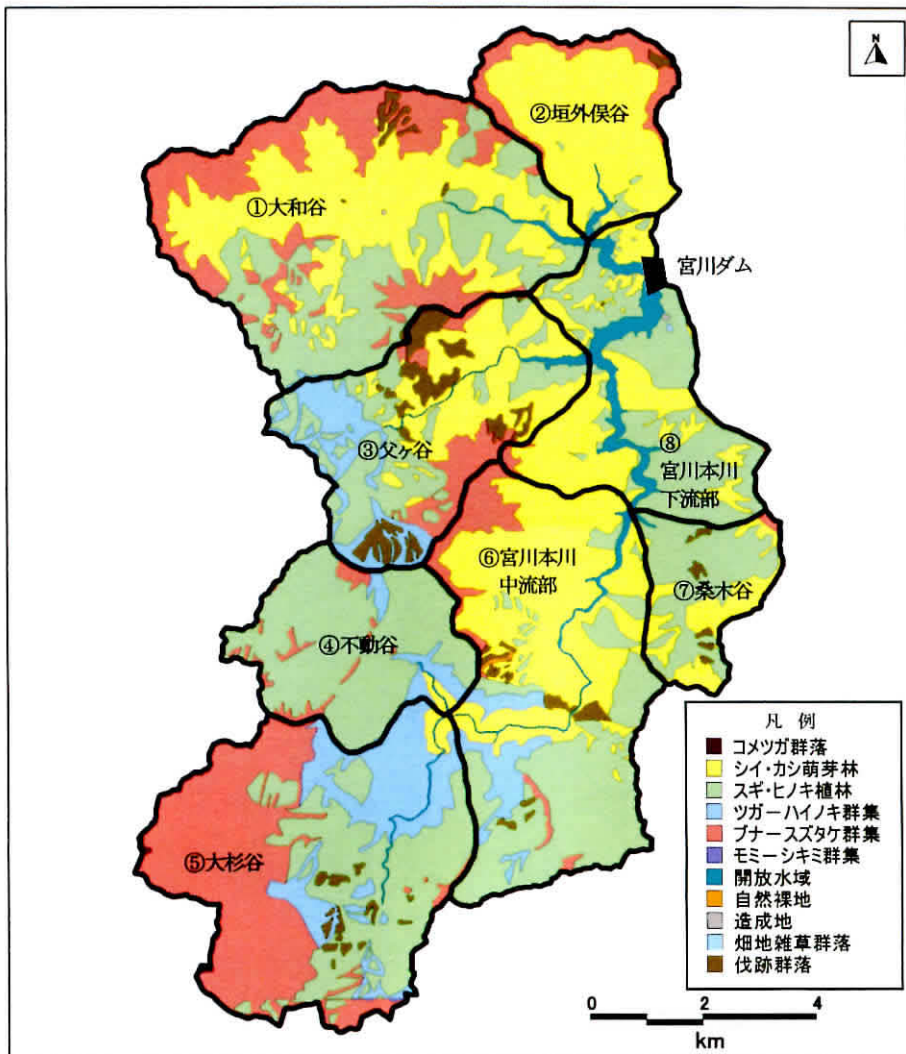 N
②垣外俣谷
①大和谷
宮川ダム
③父ヶ谷
⑧
宮川本川
下流部
⑥宮川本川
中流部
⑦桑木谷
④不動谷
⑤大杉谷
凡 例
コメツガ群落
シイ・カシ萌芽林
スギ・ヒノキ植林
ツガーハイノキ群集
ブナースズタケ群集
モミーシキミ群集
開放水域
自然裸地
造成地
畑地雑草群落
伐跡群落
0 2 4
km